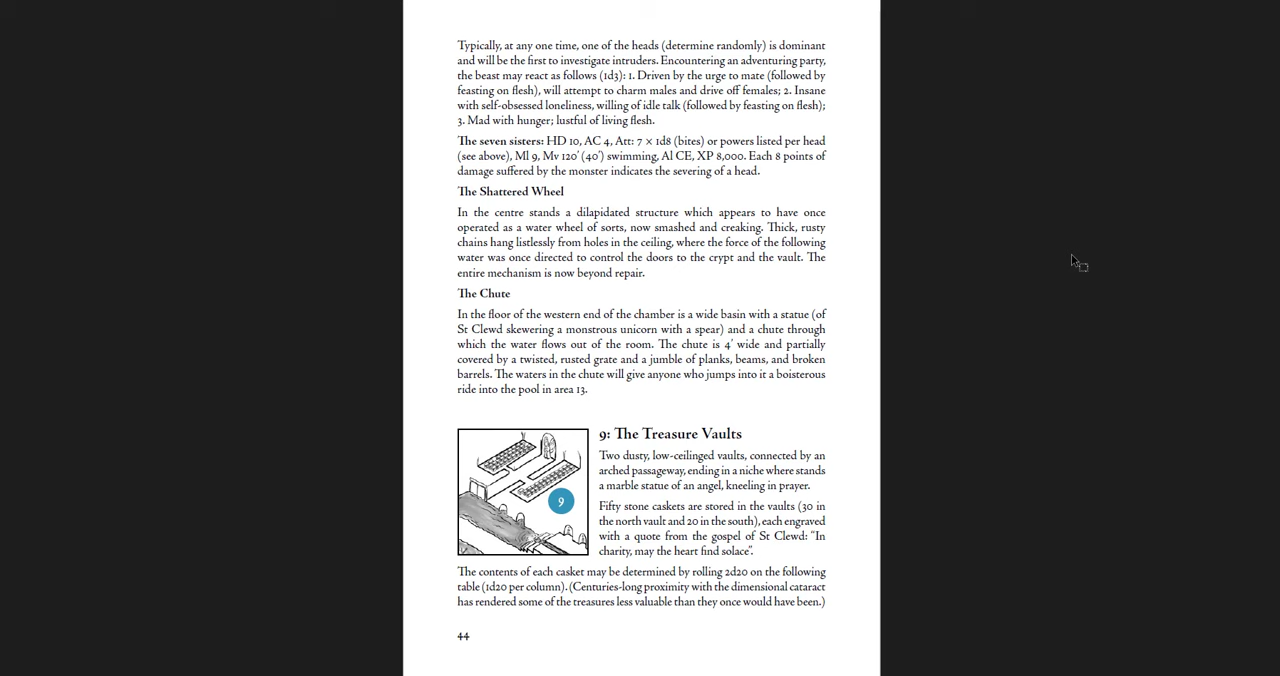 Typically, at any one time, one of the heads (determine randomly) is dominant
and will be the first to investigate intruders. Encountering an adventuring party,
the beast may react as follows (1d3): 1. Driven by the urge to mate (followed by
feasting on flesh), will attempt to charm males and drive off females; 2. Insane
with self-obsessed loneliness, willing of idle talk (followed by feasting on flesh);
3. Mad with hunger; lustful of living flesh.
The seven sisters: HD 10, AC 4, Att: 7 × 1d8 (bites) or powers listed per head
(see above), Ml 9, Mv 120′ (40′) swimming, Al CE, XP 8,000. Each 8 points of
damage suffered by the monster indicates the severing of a head.
The Shattered Wheel
In the centre stands a dilapidated structure which appears to have once
operated as a water wheel of sorts, now smashed and creaking. Thick, rusty
chains hang listlessly from holes in the ceiling, where the force of the following
water was once directed to control the doors to the crypt and the vault. The
entire mechanism is now beyond repair.
The Chute
In the floor of the western end of the chamber is a wide basin with a statue (of
St Clewd skewering a monstrous unicorn with a spear) and a chute through
which the water flows out of the room. The chute is 4′ wide and partially
covered by a twisted, rusted grate and a jumble of planks, beams, and broken
barrels. The waters in the chute will give anyone who jumps into it a boisterous
ride into the pool in area 13.
9
9: The Treasure Vaults
Two dusty, low-ceilinged vaults, connected by an
arched passageway, ending in a niche where stands
a marble statue of an angel, kneeling in prayer.
Fifty stone caskets are stored in the vaults (30 in
the north vault and 20 in the south), each engraved
with a quote from the gospel of St Clewd: “In
charity, may the heart find solace”.
The contents of each casket may be determined by rolling 2d20 on the following
table (1d20 per column). (Centuries-long proximity with the dimensional cataract
has rendered some of the treasures less valuable than they once would have been.)
44